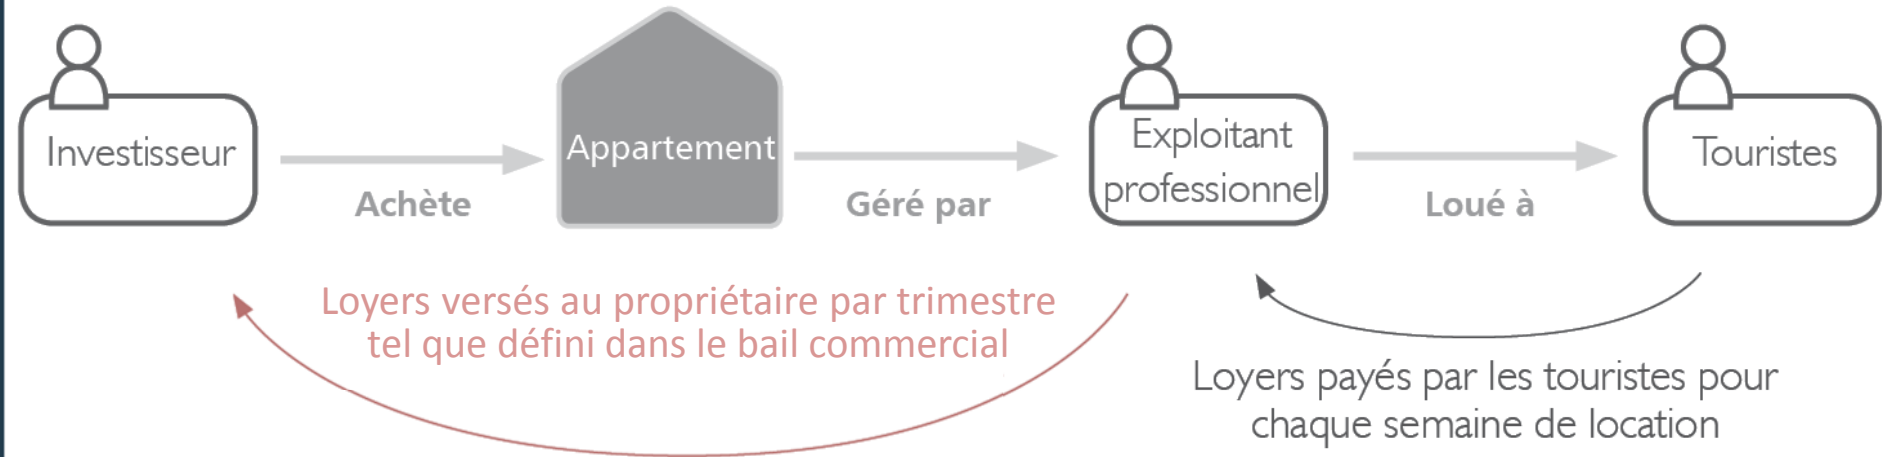 Investisseur
Achète
Appartement
Géré par
Exploitant
professionnel
Loué à
Touristes
Loyers versés au propriétaire par trimestre
tel que défini dans le bail commercial
Loyers payés par les touristes pour
chaque semaine de location